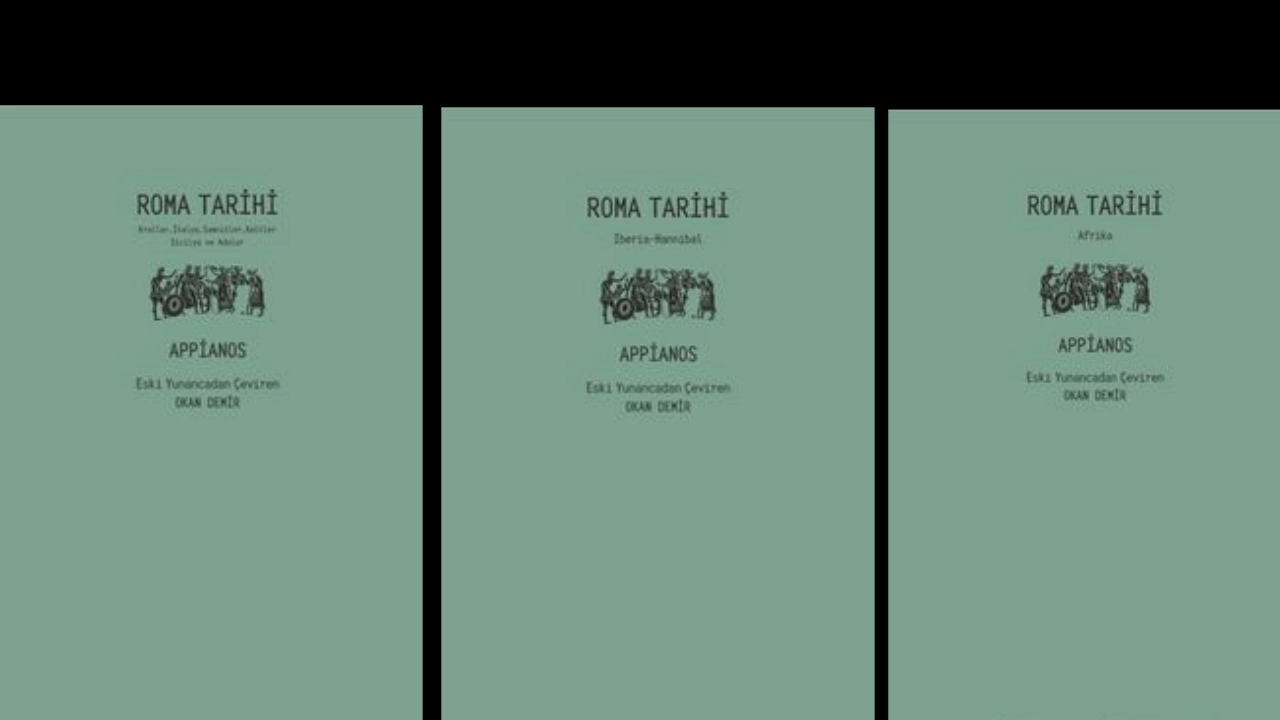 ROMA TARİHİ
Krallar,İtalya,Samnitler,Keltler
Sicilya ve Adalar
APPİANOS
Eski Yunancadan Çeviren
OKAN DEMİR
ROMA TARİHİ
Iberia-Hannibal
APPİANOS
Eski Yunancadan Çeviren
OKAN DEMİR
ROMA TARİHİ
Afrika
APPİANOS
Eski Yunancadan Çeviren
OKAN DEMİR